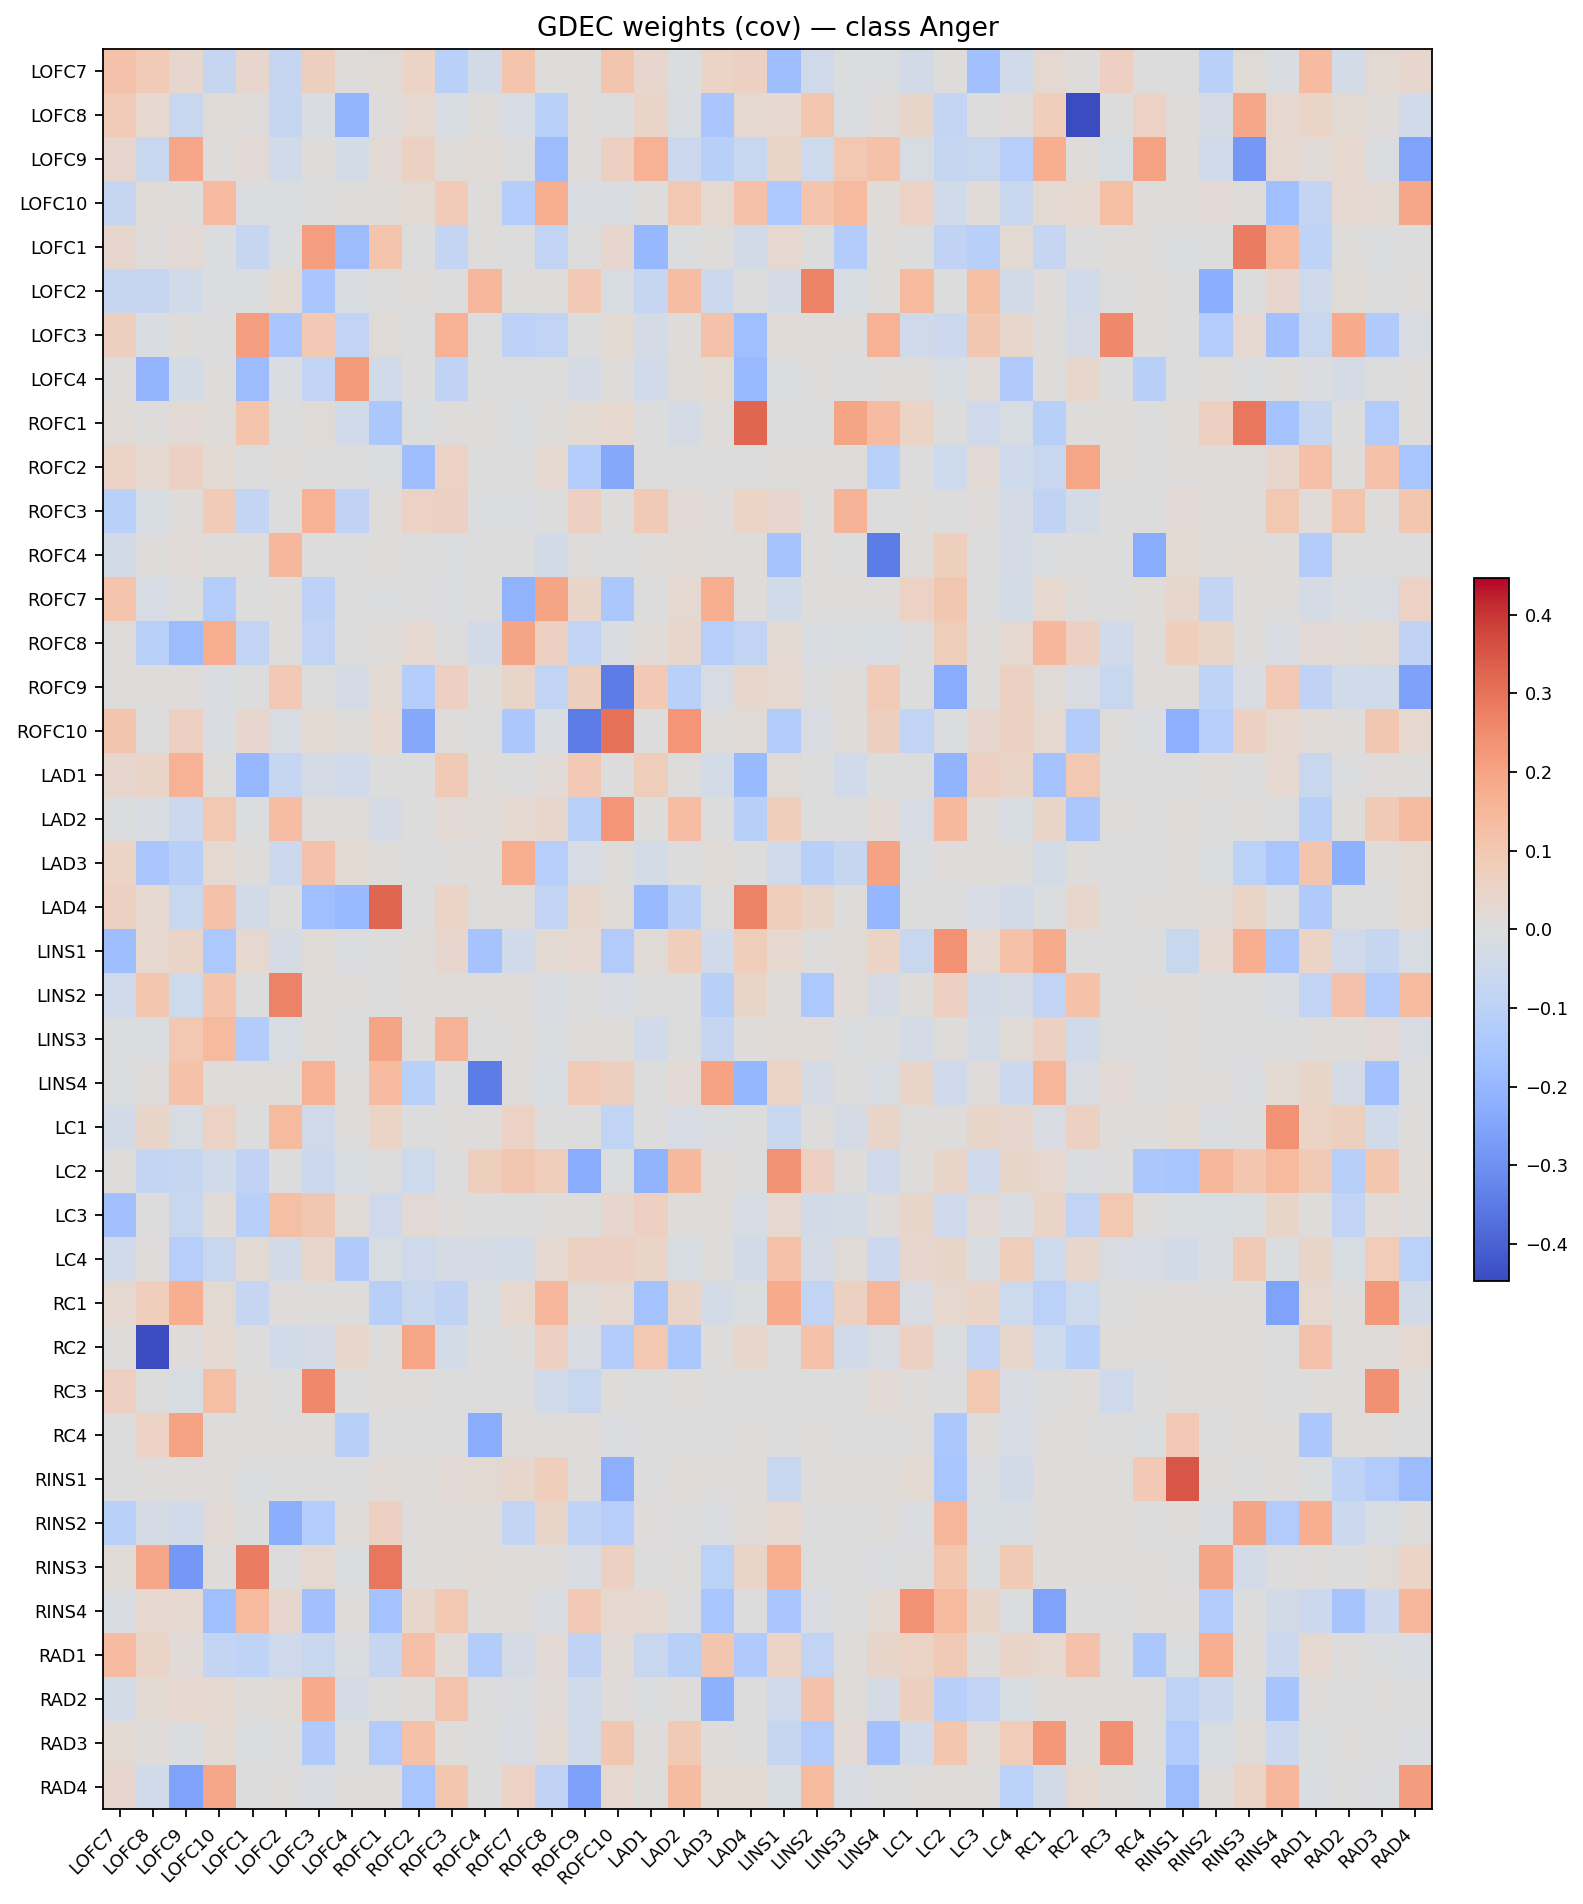 GDEC weights (cov) — class Anger
LOFC7
LOFC8
LOFC9
LOFC10
LOFC1
LOFC2
LOFC3
LOFC4
ROFC1
ROFC2
ROFC3
ROFC4
ROFC7
ROFC8
ROFC9
ROFC10
LAD1
LAD2
LAD3
LAD4
LINS1
LINS2
LINS3
LINS4
LC1
LC2
LC3
LC4
RC1
RC2
RC3
RC4
RINS1
RINS2
RINS3
RINS4
RAD1
RAD2
RAD3
RAD4
LOFC7 LOFC8 LOFC9 LOFC10 LOFC1 LOFC2 LOFC3 LOFC4 ROFC1 ROFC2 ROFC3 ROFC4 ROFC7 ROFC8 ROFC9 ROFC10 LAD1 LAD2 LAD3 LAD4 LINS1 LINS2 LINS3 LINS4 LC1 LC2 LC3 LC4 RC1 RC2 RC3 RC4 RINS1 RINS2 RINS3 RINS4 RAD1 RAD2 RAD3 RAD4
0.4
0.3
0.2
0.1
0.0
−0.1
−0.2
−0.3
−0.4